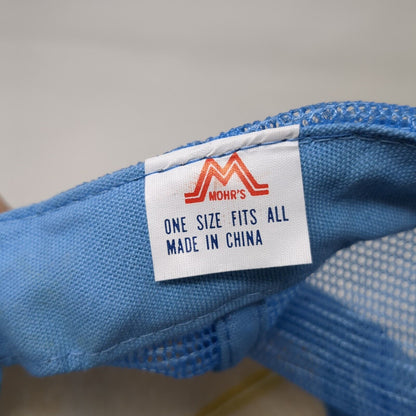 MOHR'S
ONE SIZE FITS ALL
MADE IN CHINA